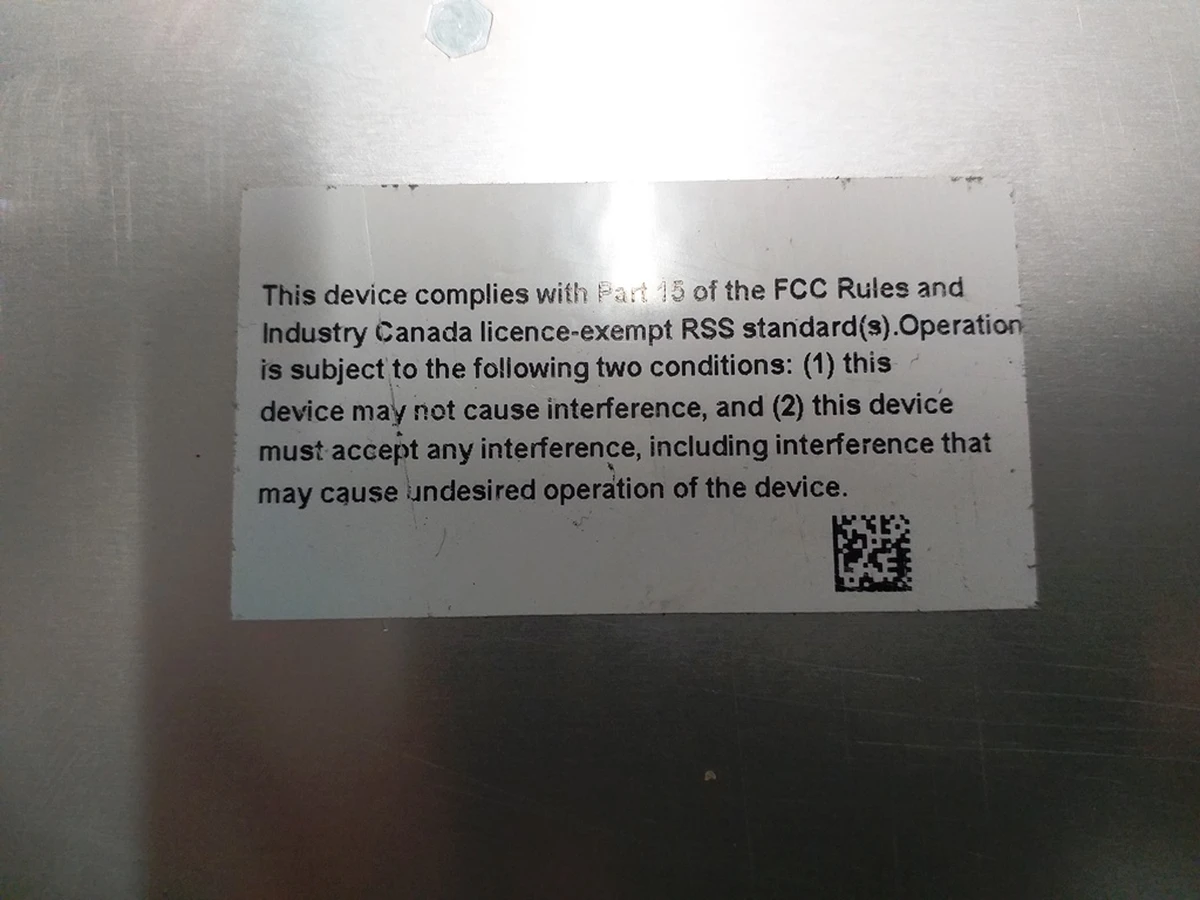 This device complies with Part 15 of the FCC Rules and
Industry Canada licence-exempt RSS standard(s).Operation
is subject to the following two conditions: (1) this
device may not cause interference, and (2) this device
must accept any interference, including interference that
may cause undesired operation of the device.